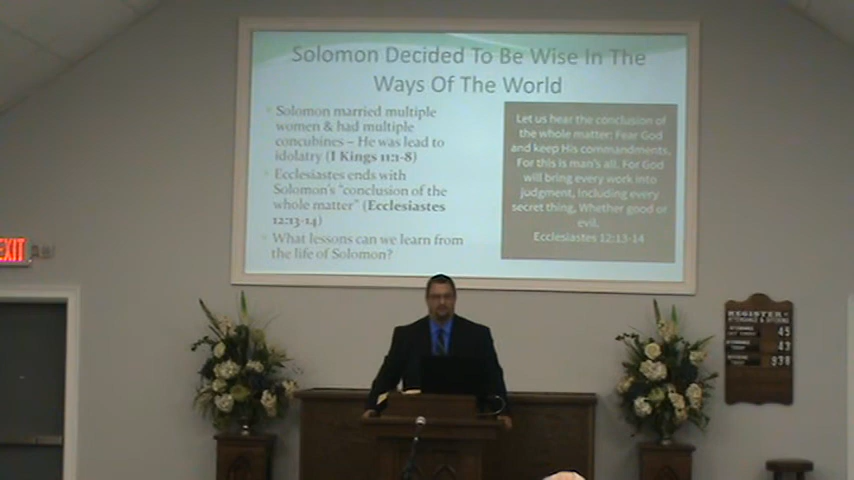 Solomon Decided To Be Wise In The
Ways Of The World
Solomon married multiple
women & had multiple
concubines – He was lead to
idolatry (I Kings 11:1-8)
Ecclesiastes ends with
Solomon's "conclusion of the
whole matter" (Ecclesiastes
12:13-14)
What lessons can we learn from
the life of Solomon?
Let us hear the conclusion of
the whole matter: Fear God
and keep His commandments,
For this is man's all. For God
will bring every work into
judgment, including every
secret thing, Whether good or
evil.
Ecclesiastes 12:13-14
EXIT
REGISTER
ATTENDANCE & OFFERING
45
43
938